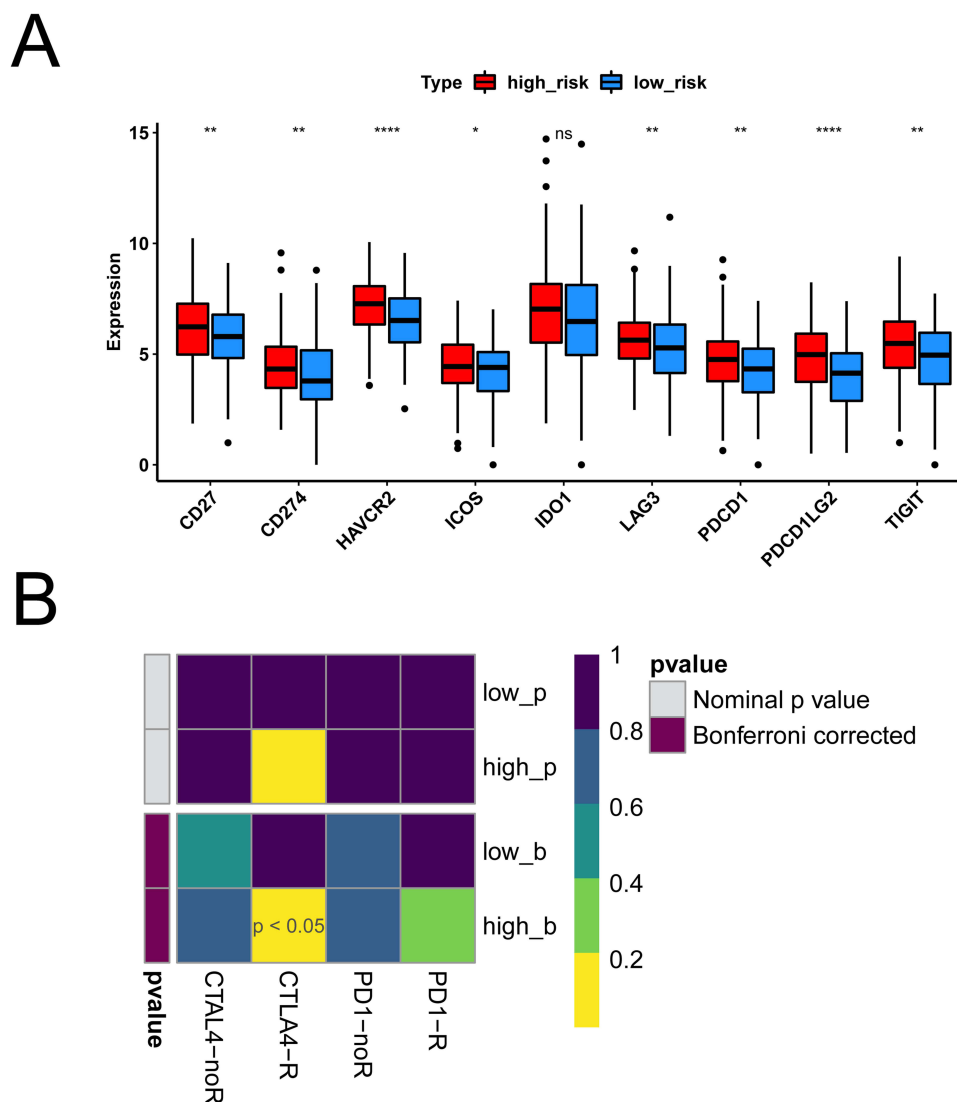 A
Type high_risk low_risk
** ** **** * ns ** ** **** **
15
10
5
0
Expression
CD27 CD274 HAVCR2 ICOS IDO1 LAG3 PDCD1 PDCD1LG2 TIGIT
B
low_p
high_p
low_b
high_b
p < 0.05
pvalue CTAL4-noR CTLA4-R PD1-noR PD1-R
1
0.8
0.6
0.4
0.2
pvalue
Nominal p value
Bonferroni corrected